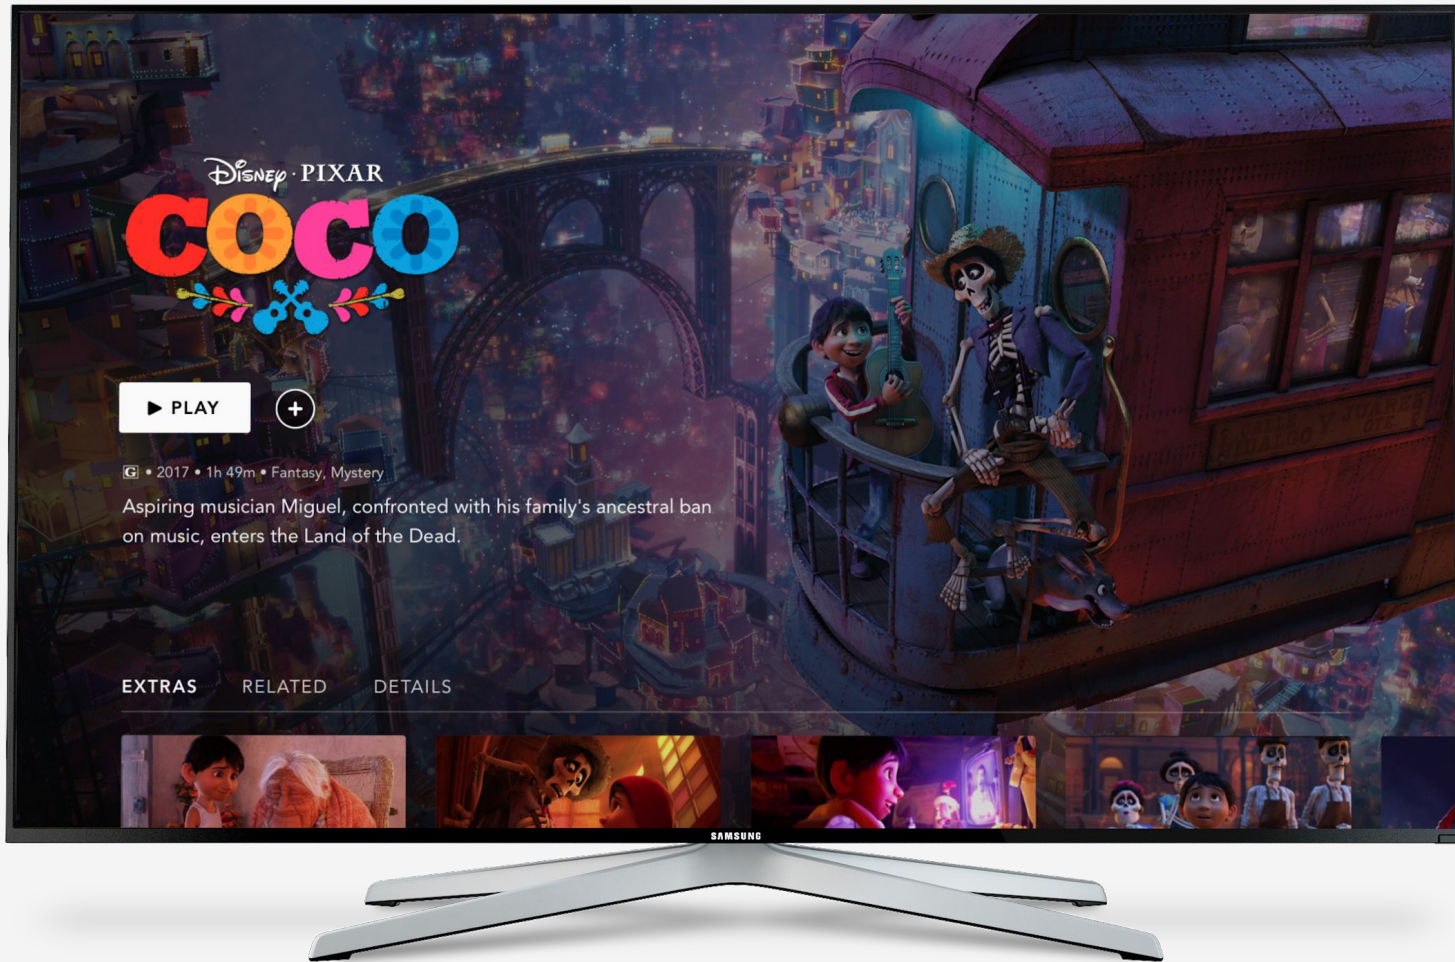 Disney · PIXAR
COCO
PLAY
G • 2017 • 1h 49m • Fantasy, Mystery
Aspiring musician Miguel, confronted with his family's ancestral ban
on music, enters the Land of the Dead.
EXTRAS RELATED DETAILS
SAMSUNG